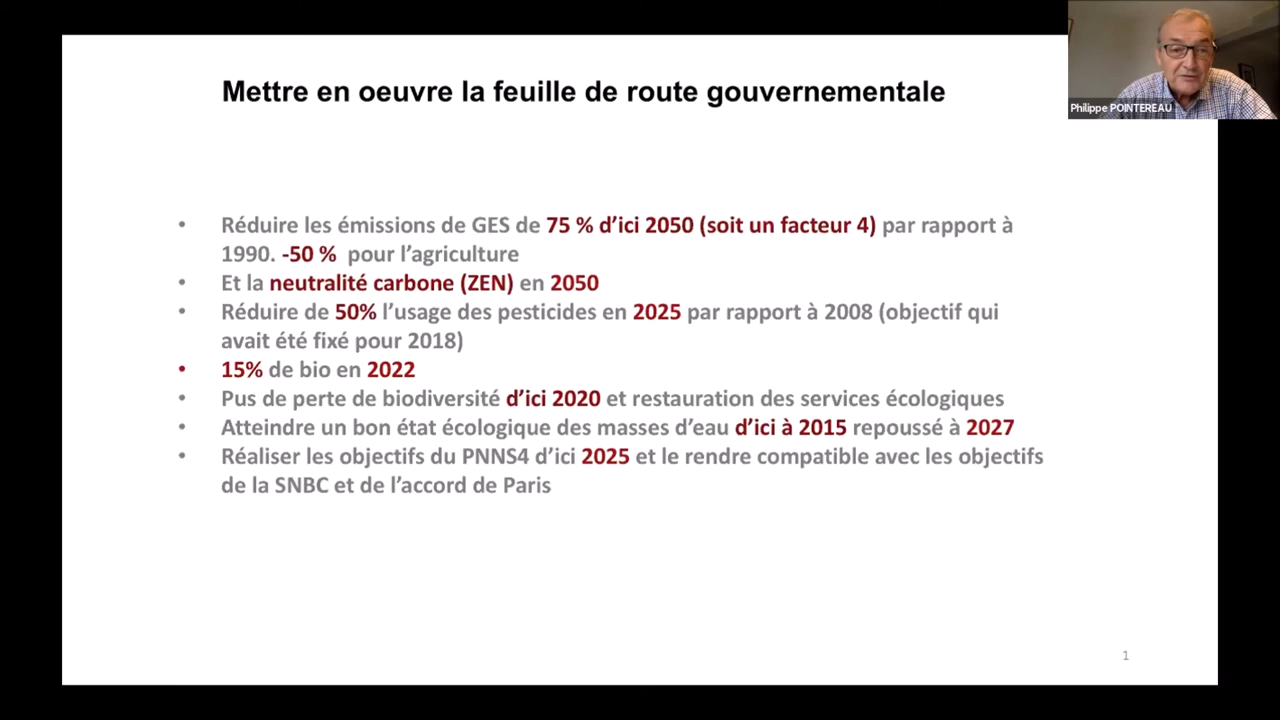 Mettre en oeuvre la feuille de route gouvernementale
Philippe POINTEREAU
• Réduire les émissions de GES de 75 % d’ici 2050 (soit un facteur 4) par rapport à
1990. -50 % pour l’agriculture
• Et la neutralité carbone (ZEN) en 2050
• Réduire de 50% l’usage des pesticides en 2025 par rapport à 2008 (objectif qui
avait été fixé pour 2018)
• 15% de bio en 2022
• Pus de perte de biodiversité d’ici 2020 et restauration des services écologiques
• Atteindre un bon état écologique des masses d’eau d’ici à 2015 repoussé à 2027
• Réaliser les objectifs du PNNS4 d’ici 2025 et le rendre compatible avec les objectifs
de la SNBC et de l’accord de Paris
1